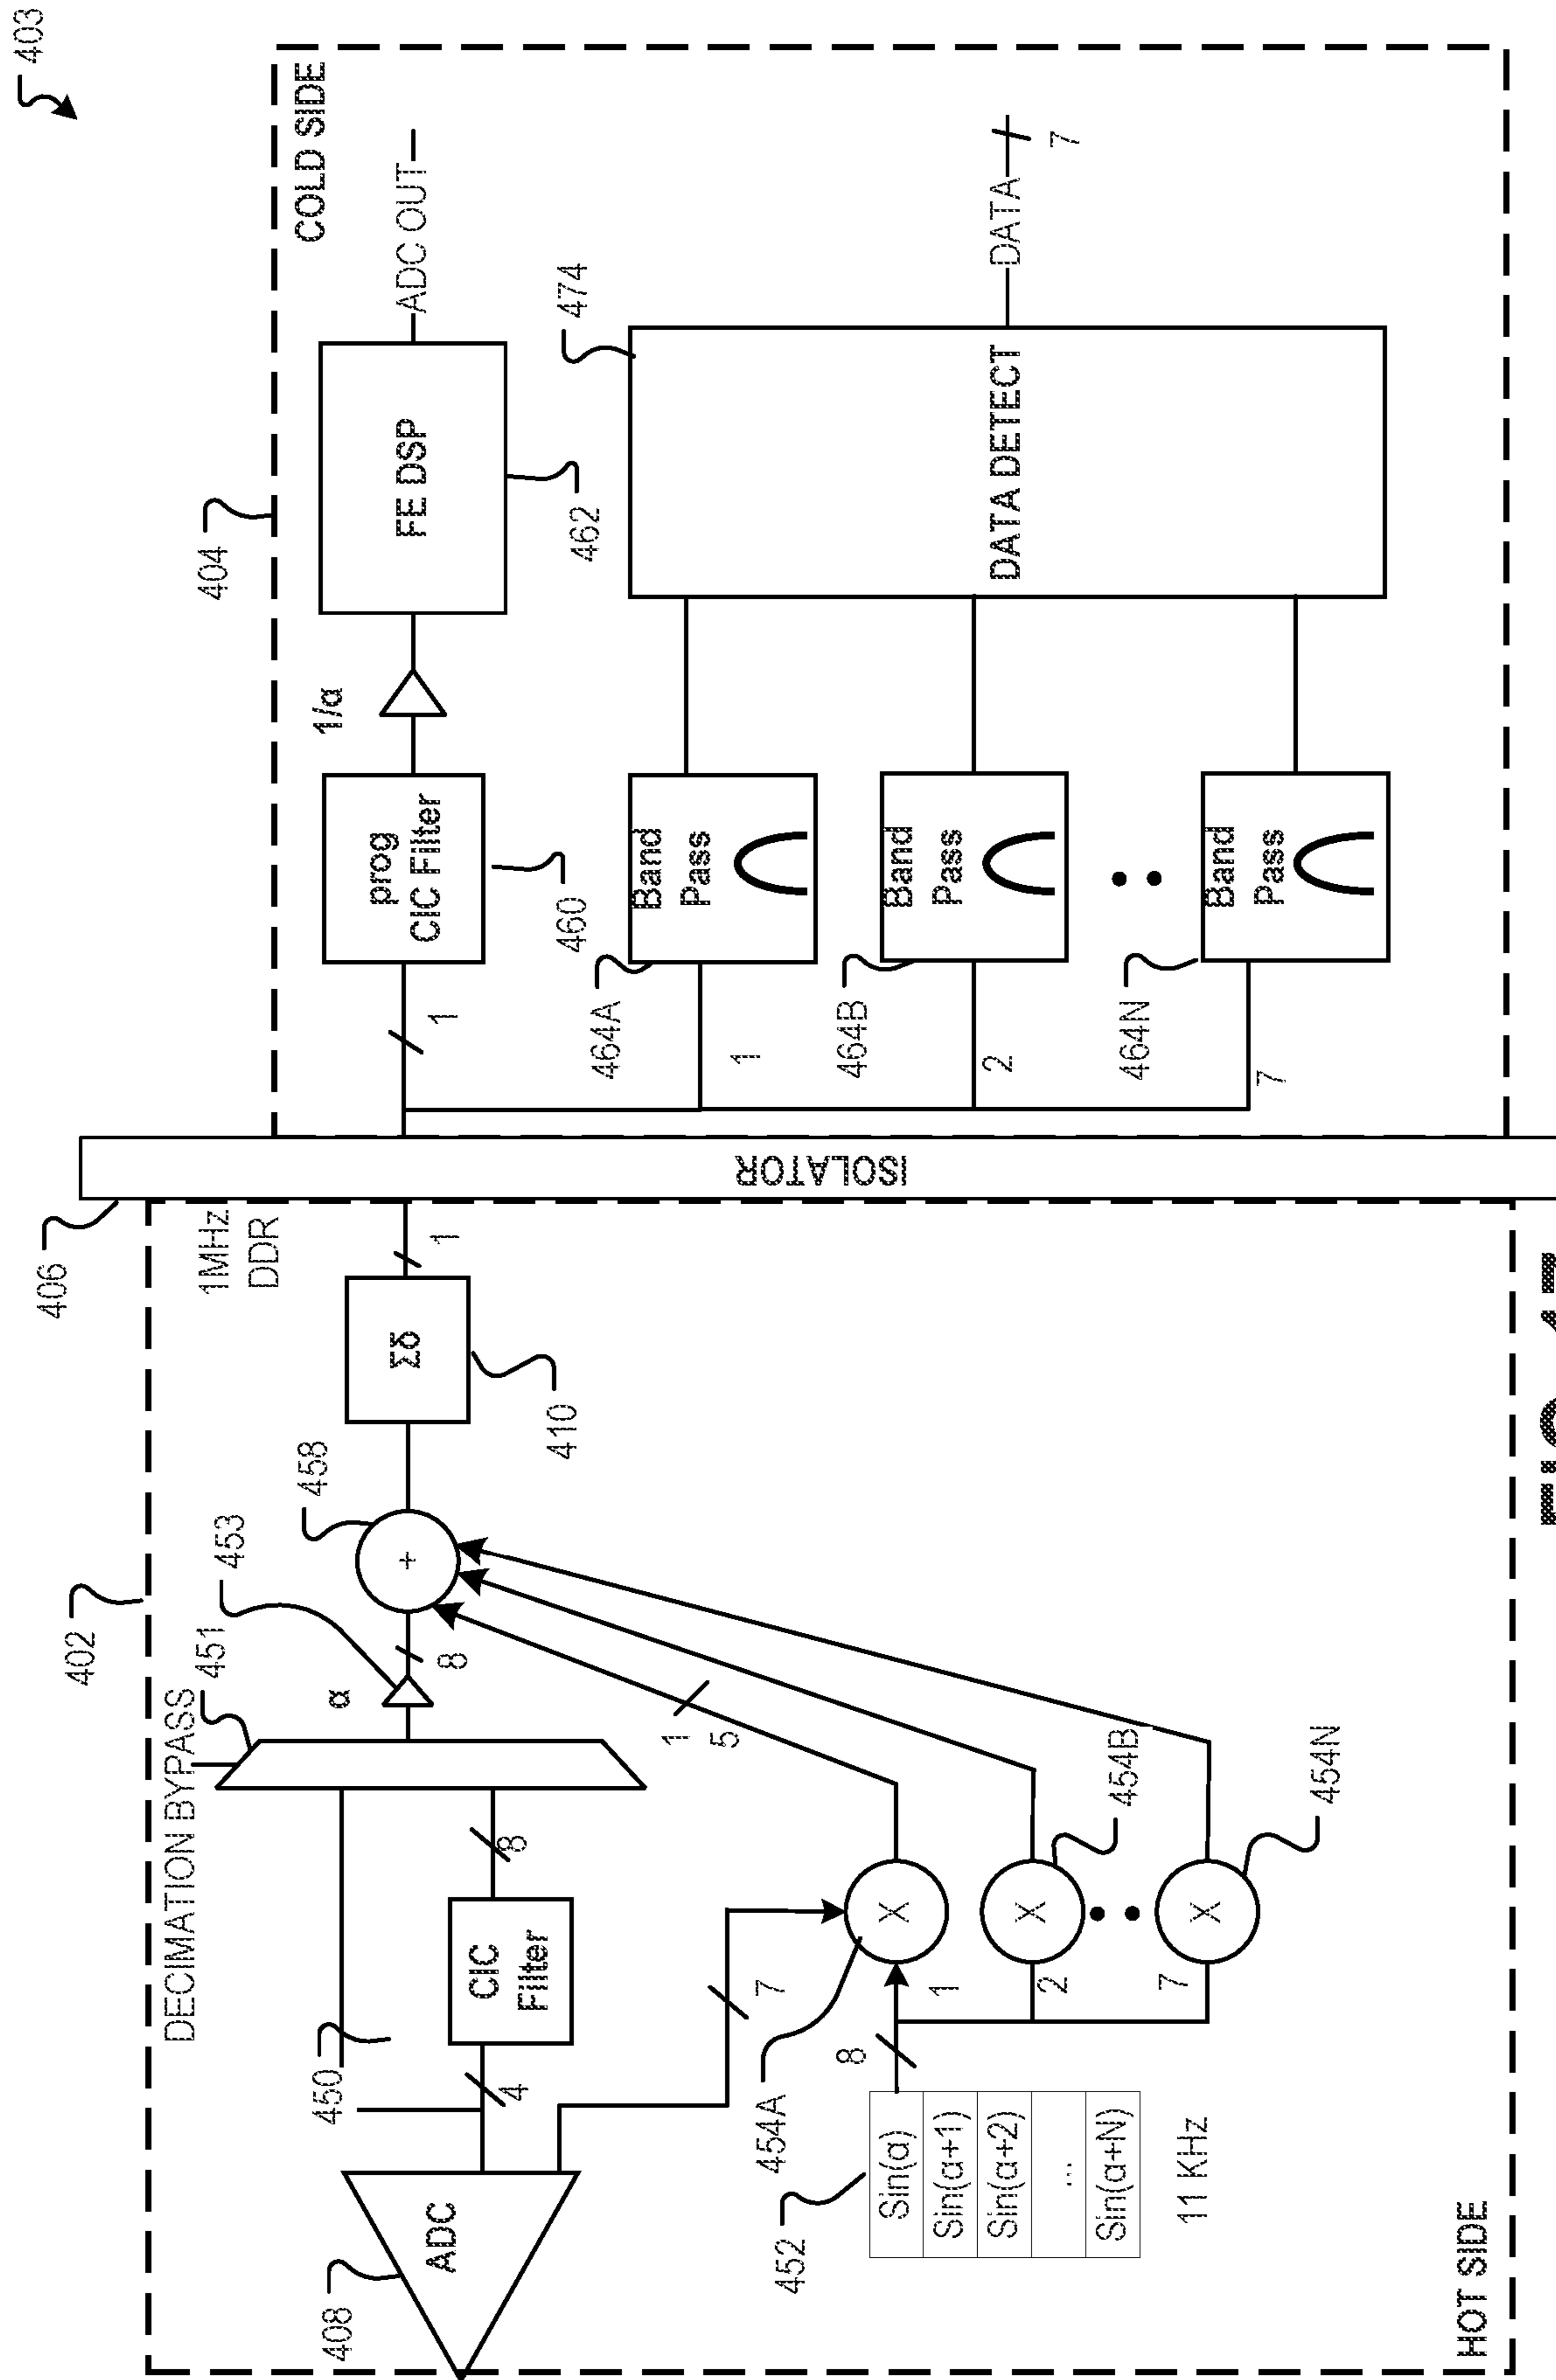 403
402
404
406
HOT SIDE
COLD SIDE
DECIMATION BYPASS
451
453
458
408
ADC
4
450
CIC
Filter
8
α
8
+
Σδ
410
1MHz
DDR
1
ISOLATOR
452
Sin(α)
Sin(α+1)
Sin(α+2)
...
Sin(α+N)
11 KHz
8
7
454A
X
1
X
2
454B
X
7
454N
1
5
1
prog
CIC Filter
460
1/α
FE DSP
462
ADC OUT
464A
1
Band
Pass
464B
2
Band
Pass
464N
7
Band
Pass
DATA DETECT
474
DATA
7